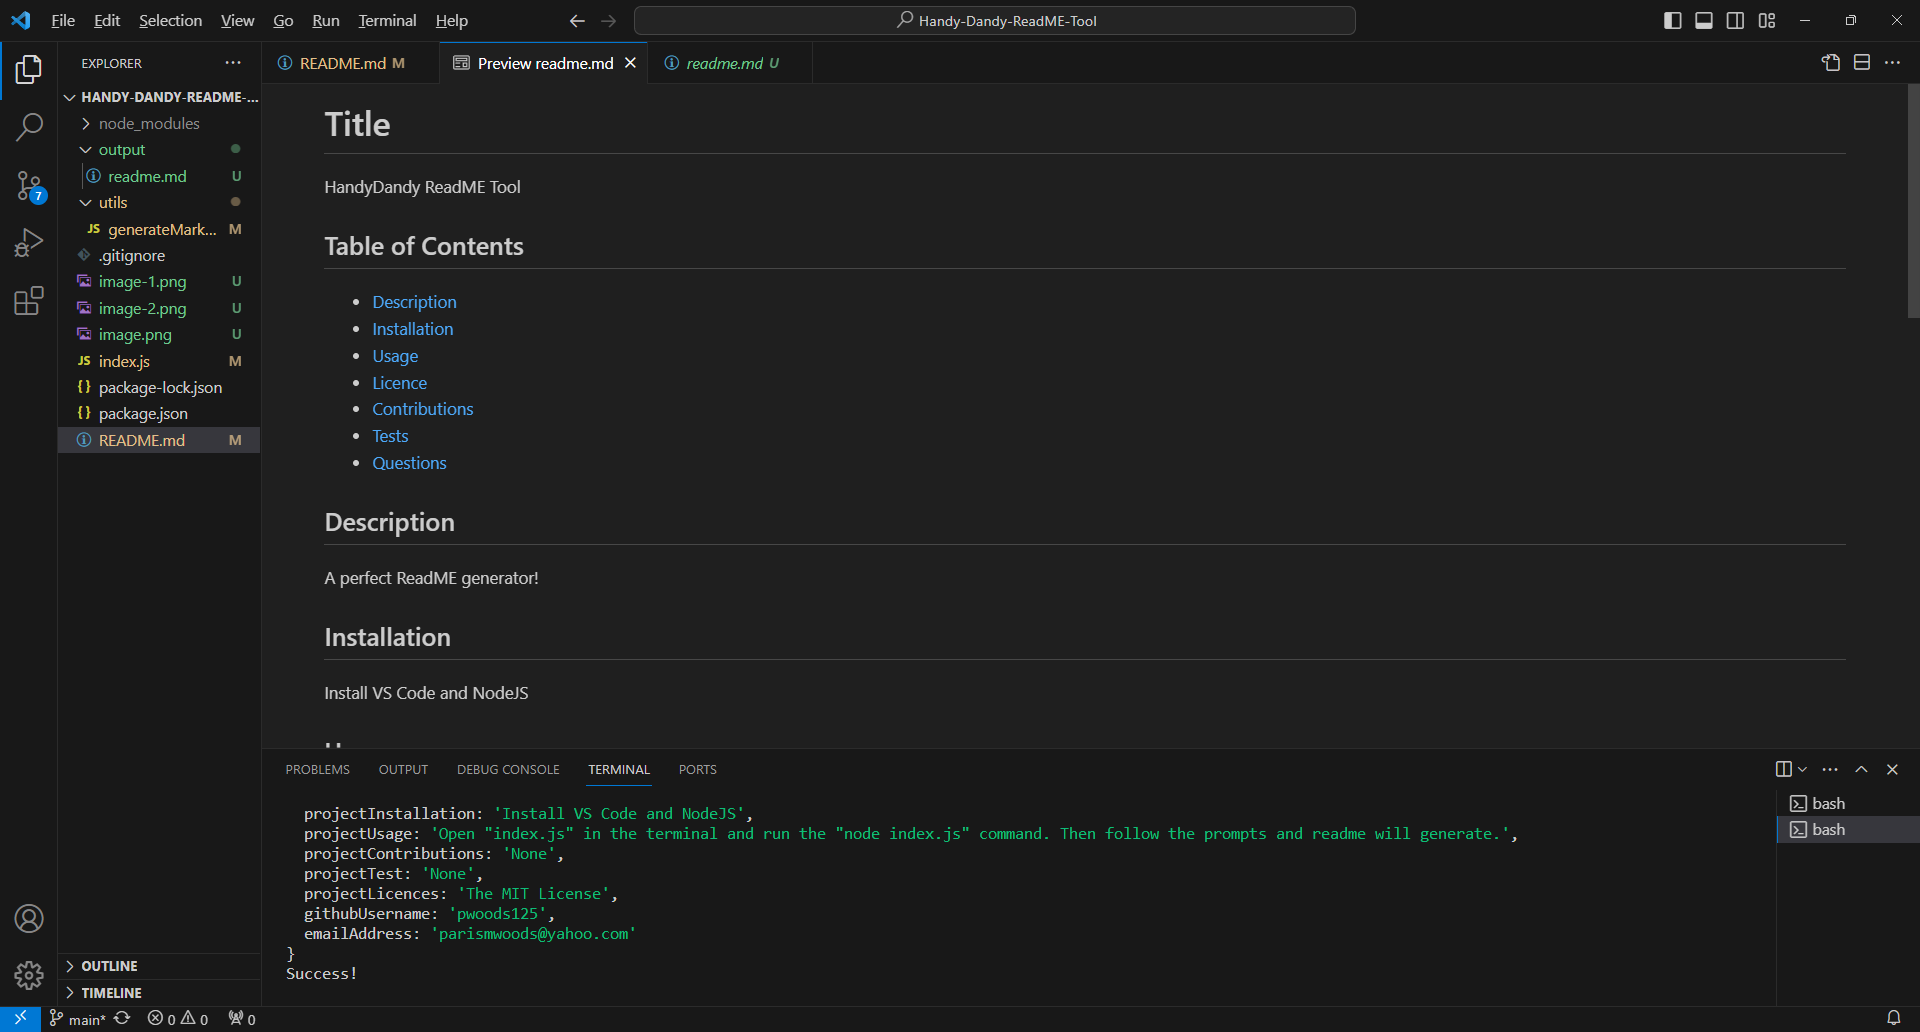 File Edit Selection View Go Run Terminal Help
Handy-Dandy-ReadME-Tool
EXPLORER
README.md M
Preview readme.md
readme.md U
HANDY-DANDY-README-...
node_modules
output
readme.md U
utils
JS generateMark... M
.gitignore
image-1.png U
image-2.png U
image.png U
JS index.js M
{} package-lock.json
{} package.json
README.md M
7
OUTLINE
TIMELINE
Title
HandyDandy ReadME Tool
Table of Contents
• Description
• Installation
• Usage
• Licence
• Contributions
• Tests
• Questions
Description
A perfect ReadME generator!
Installation
Install VS Code and NodeJS
PROBLEMS OUTPUT DEBUG CONSOLE TERMINAL PORTS
projectInstallation: 'Install VS Code and NodeJS',
projectUsage: 'Open "index.js" in the terminal and run the "node index.js" command. Then follow the prompts and readme will generate.',
projectContributions: 'None',
projectTest: 'None',
projectLicences: 'The MIT License',
githubUsername: 'pwoods125',
emailAddress: 'parismwoods@yahoo.com'
}
Success!
bash
bash
main* 0 0 0